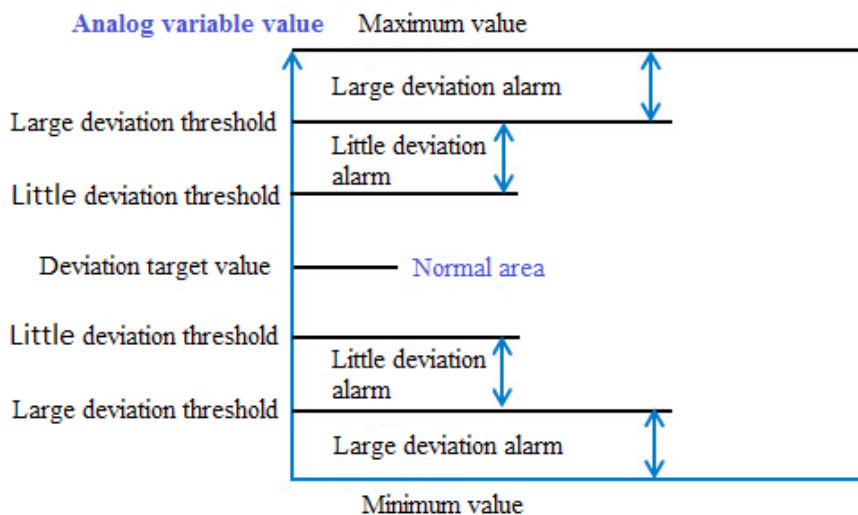 Analog variable value Maximum value
Large deviation alarm
Large deviation threshold
Little deviation
alarm
Little deviation threshold
Deviation target value Normal area
Little deviation threshold
Little deviation
alarm
Large deviation threshold
Large deviation alarm
Minimum value